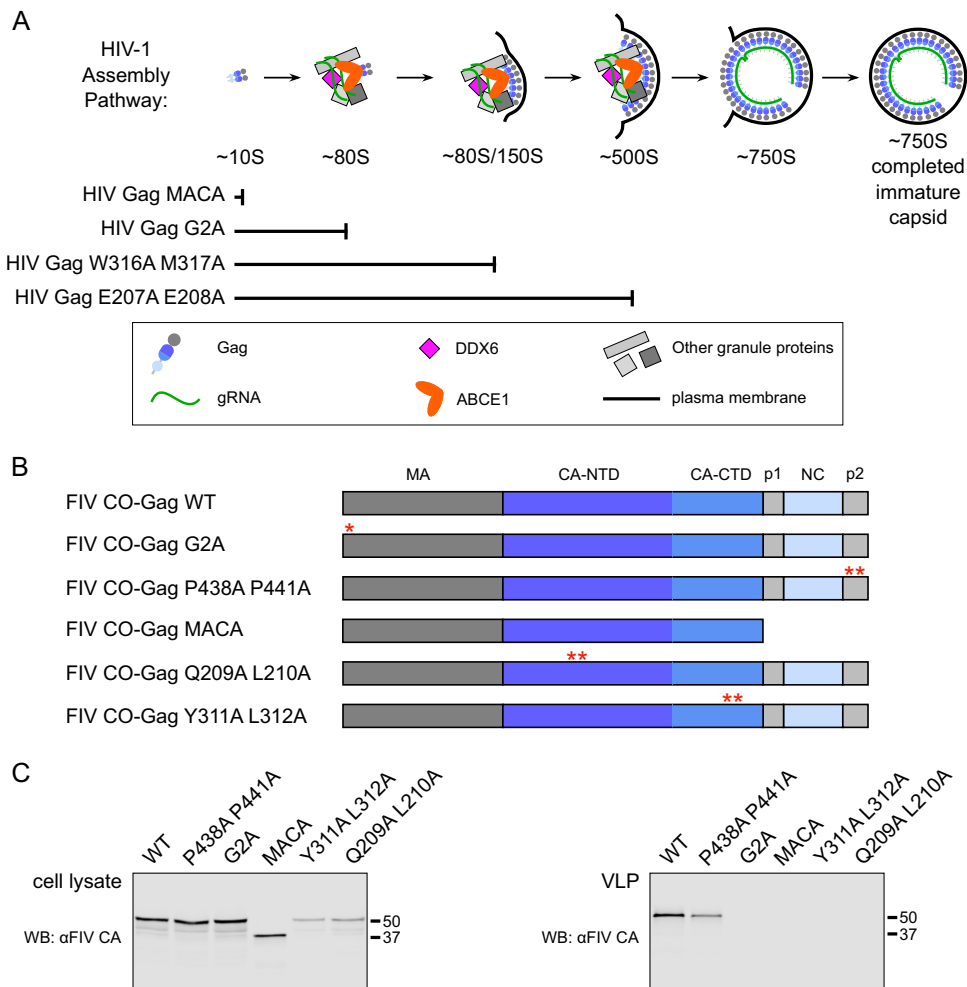 A
HIV-1
Assembly
Pathway:
~10S
~80S
~80S/150S
~500S
~750S
~750S
completed
immature
capsid
HIV Gag MACA
HIV Gag G2A
HIV Gag W316A M317A
HIV Gag E207A E208A
Gag
DDX6
Other granule proteins
gRNA
ABCE1
plasma membrane
B
MA CA-NTD CA-CTD p1 NC p2
FIV CO-Gag WT
*
FIV CO-Gag G2A
**
FIV CO-Gag P438A P441A
FIV CO-Gag MACA
**
FIV CO-Gag Q209A L210A
**
FIV CO-Gag Y311A L312A
C
WT
P438A P441A
G2A
MACA
Y311A L312A
Q209A L210A
cell lysate
WB: αFIV CA
50
37
WT
P438A P441A
G2A
MACA
Y311A L312A
Q209A L210A
VLP
WB: αFIV CA
50
37